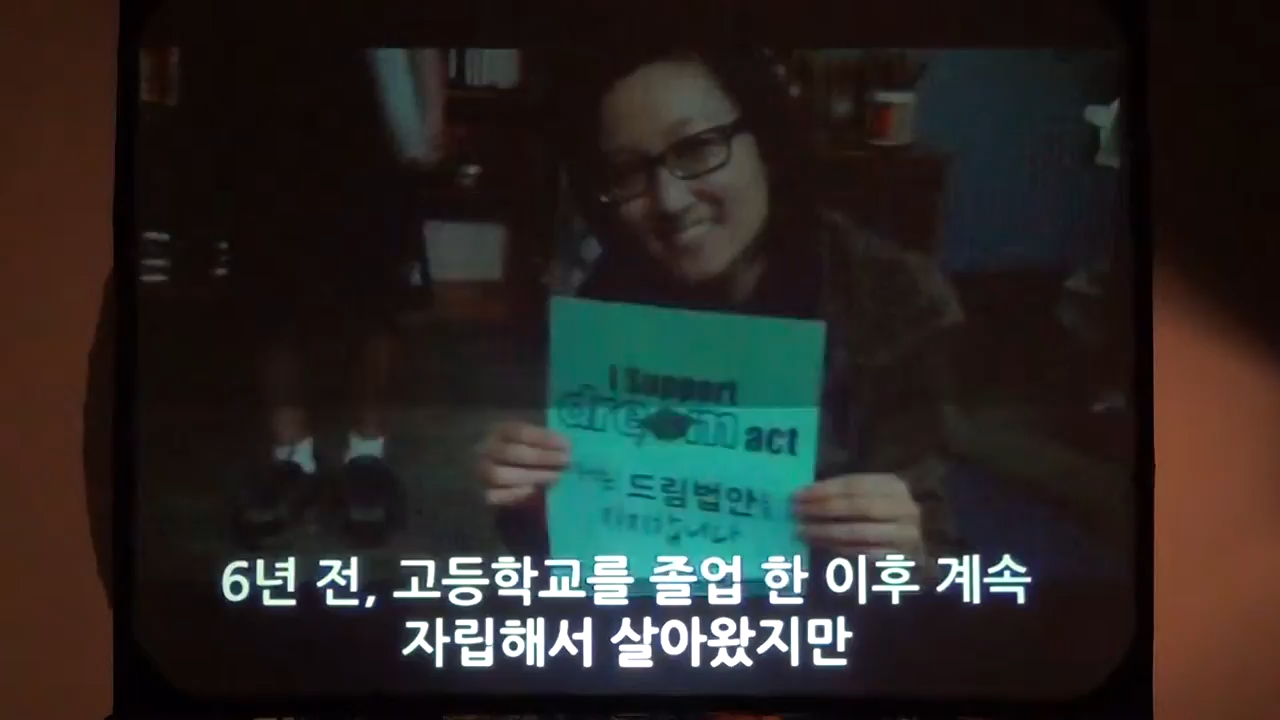 I Support
dream act
드림법안
6년 전, 고등학교를 졸업 한 이후 계속
자립해서 살아왔지만